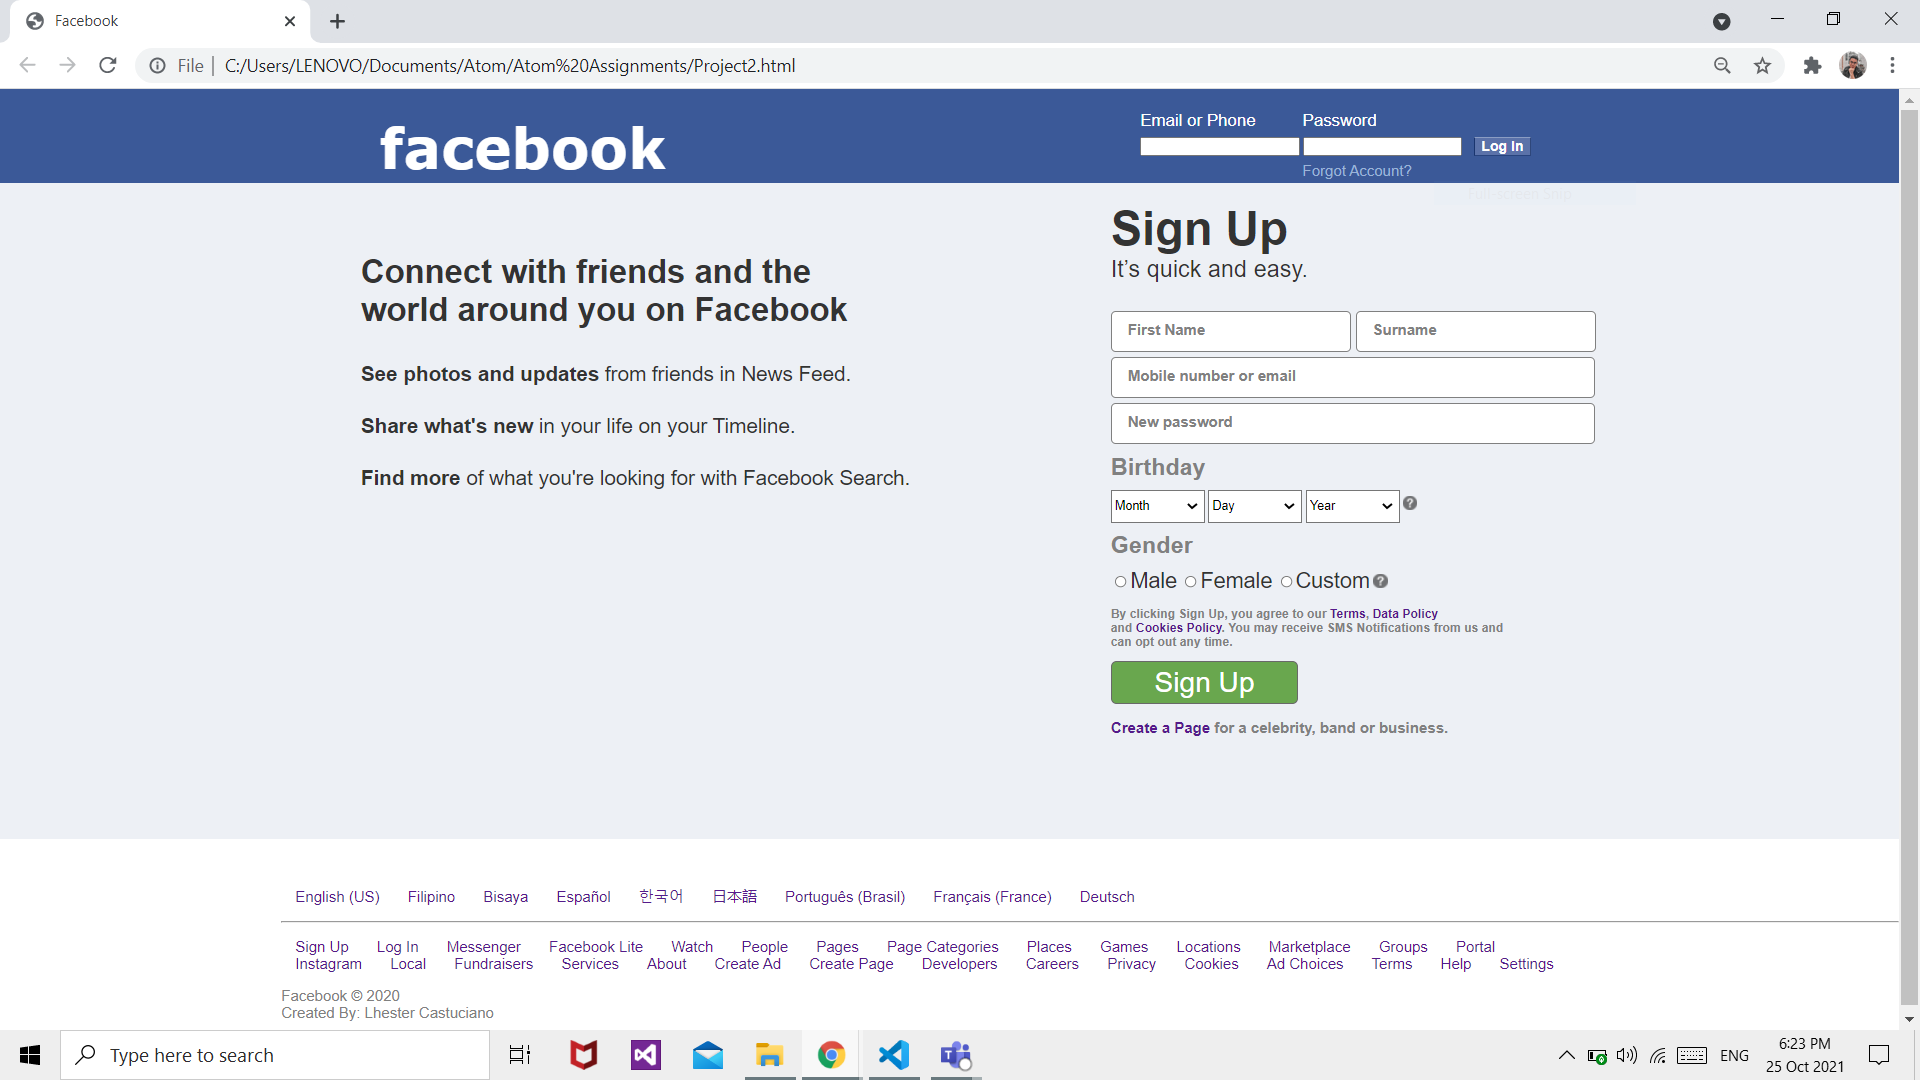 Facebook
File
C:/Users/LENOVO/Documents/Atom/Atom%20Assignments/Project2.html
facebook
Email or Phone
Password
Log In
Forgot Account?
Connect with friends and the
world around you on Facebook
See photos and updates from friends in News Feed.
Share what's new in your life on your Timeline.
Find more of what you're looking for with Facebook Search.
Sign Up
It’s quick and easy.
First Name
Surname
Mobile number or email
New password
Birthday
Month
Day
Year
Gender
Male
Female
Custom
By clicking Sign Up, you agree to our Terms, Data Policy
and Cookies Policy. You may receive SMS Notifications from us and
can opt out any time.
Sign Up
Create a Page for a celebrity, band or business.
English (US) Filipino Bisaya Español 한국어 日本語 Português (Brasil) Français (France) Deutsch
Sign Up Log In Messenger Facebook Lite Watch People Pages Page Categories Places Games Locations Marketplace Groups Portal
Instagram Local Fundraisers Services About Create Ad Create Page Developers Careers Privacy Cookies Ad Choices Terms Help Settings
Facebook © 2020
Created By: Lhester Castuciano
Type here to search
ENG
6:23 PM
25 Oct 2021